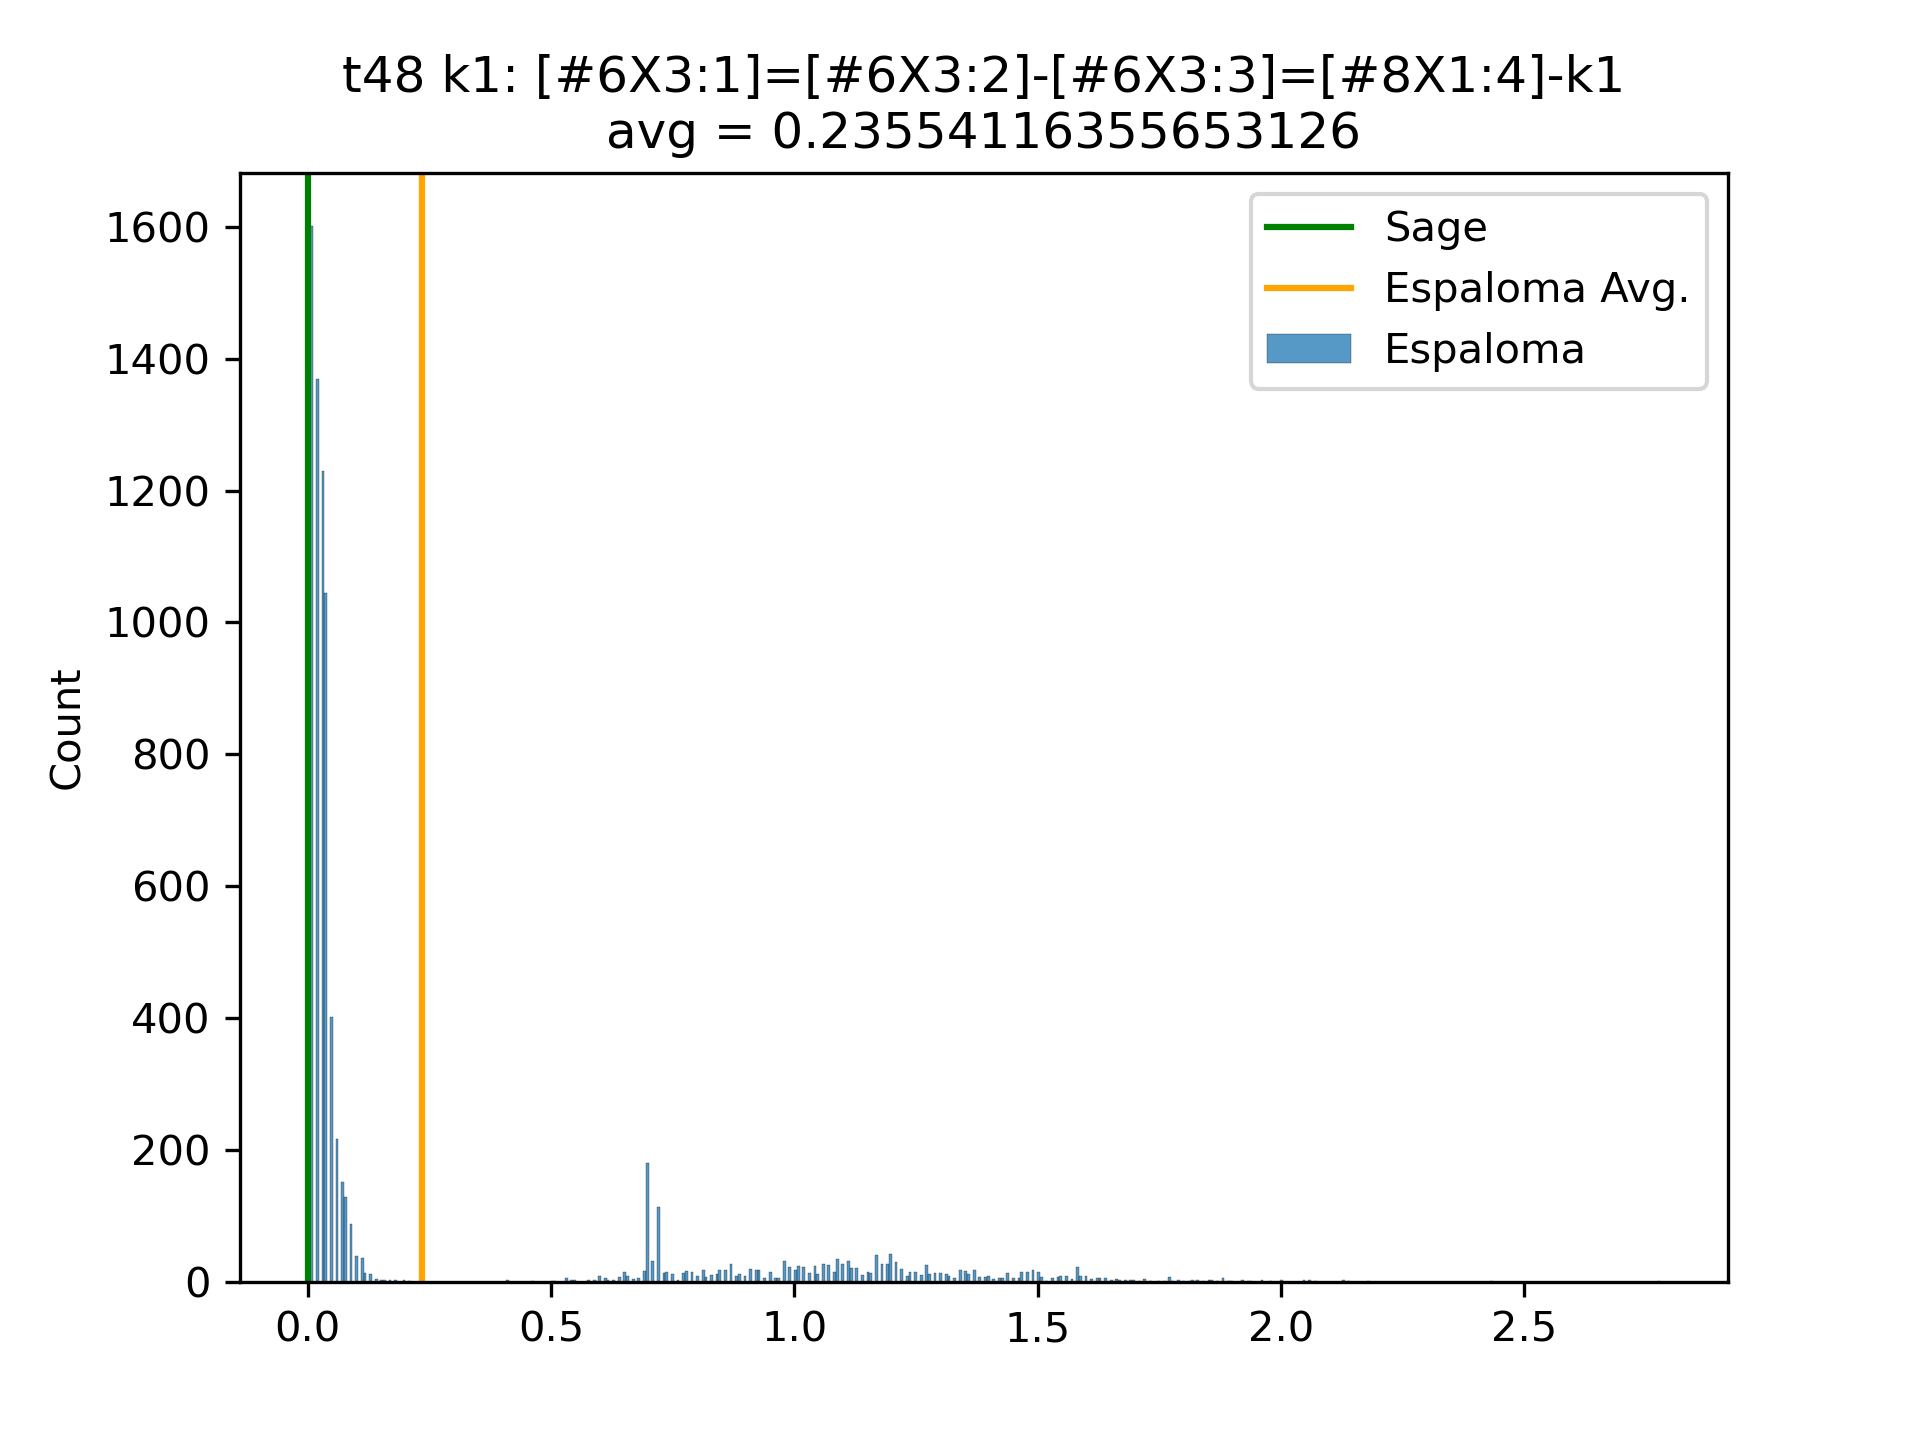 t48 k1: [#6X3:1]=[#6X3:2]-[#6X3:3]=[#8X1:4]-k1
avg = 0.23554116355653126
Sage
Espaloma Avg.
Espaloma
1600
1400
1200
1000
800
600
400
200
0
Count
0.0 0.5 1.0 1.5 2.0 2.5